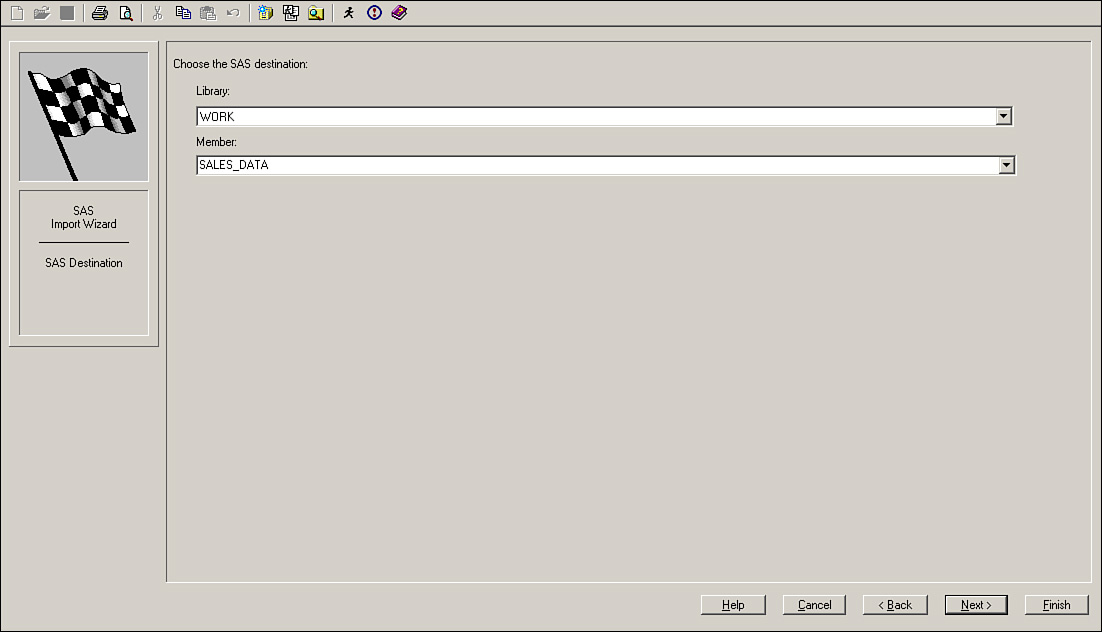 Choose the SAS destination:
Library:
WORK
Member:
SALES_DATA
SAS
Import Wizard
SAS Destination
Help
Cancel
< Back
Next >
Finish